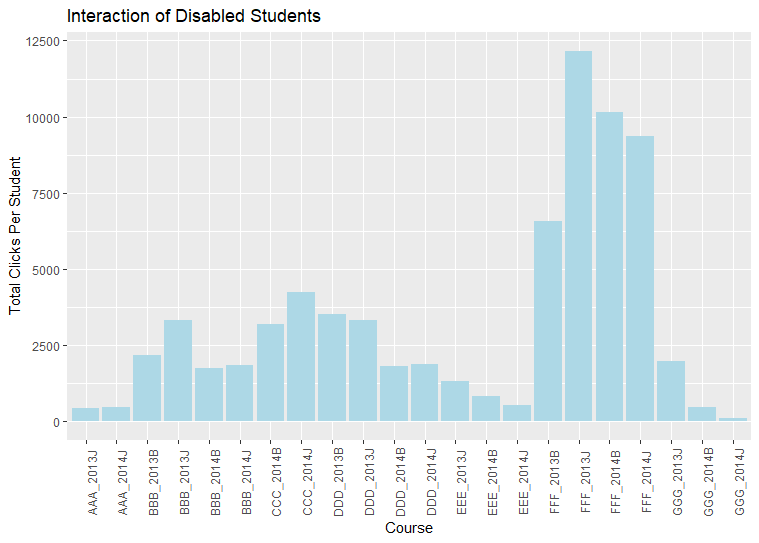 Interaction of Disabled Students
12500
10000
7500
5000
2500
0
Total Clicks Per Student
AAA_2013J
AAA_2014J
BBB_2013B
BBB_2013J
BBB_2014B
BBB_2014J
CCC_2014B
CCC_2014J
DDD_2013B
DDD_2013J
DDD_2014B
DDD_2014J
EEE_2013J
EEE_2014B
EEE_2014J
FFF_2013B
FFF_2013J
FFF_2014B
FFF_2014J
GGG_2013J
GGG_2014B
GGG_2014J
Course